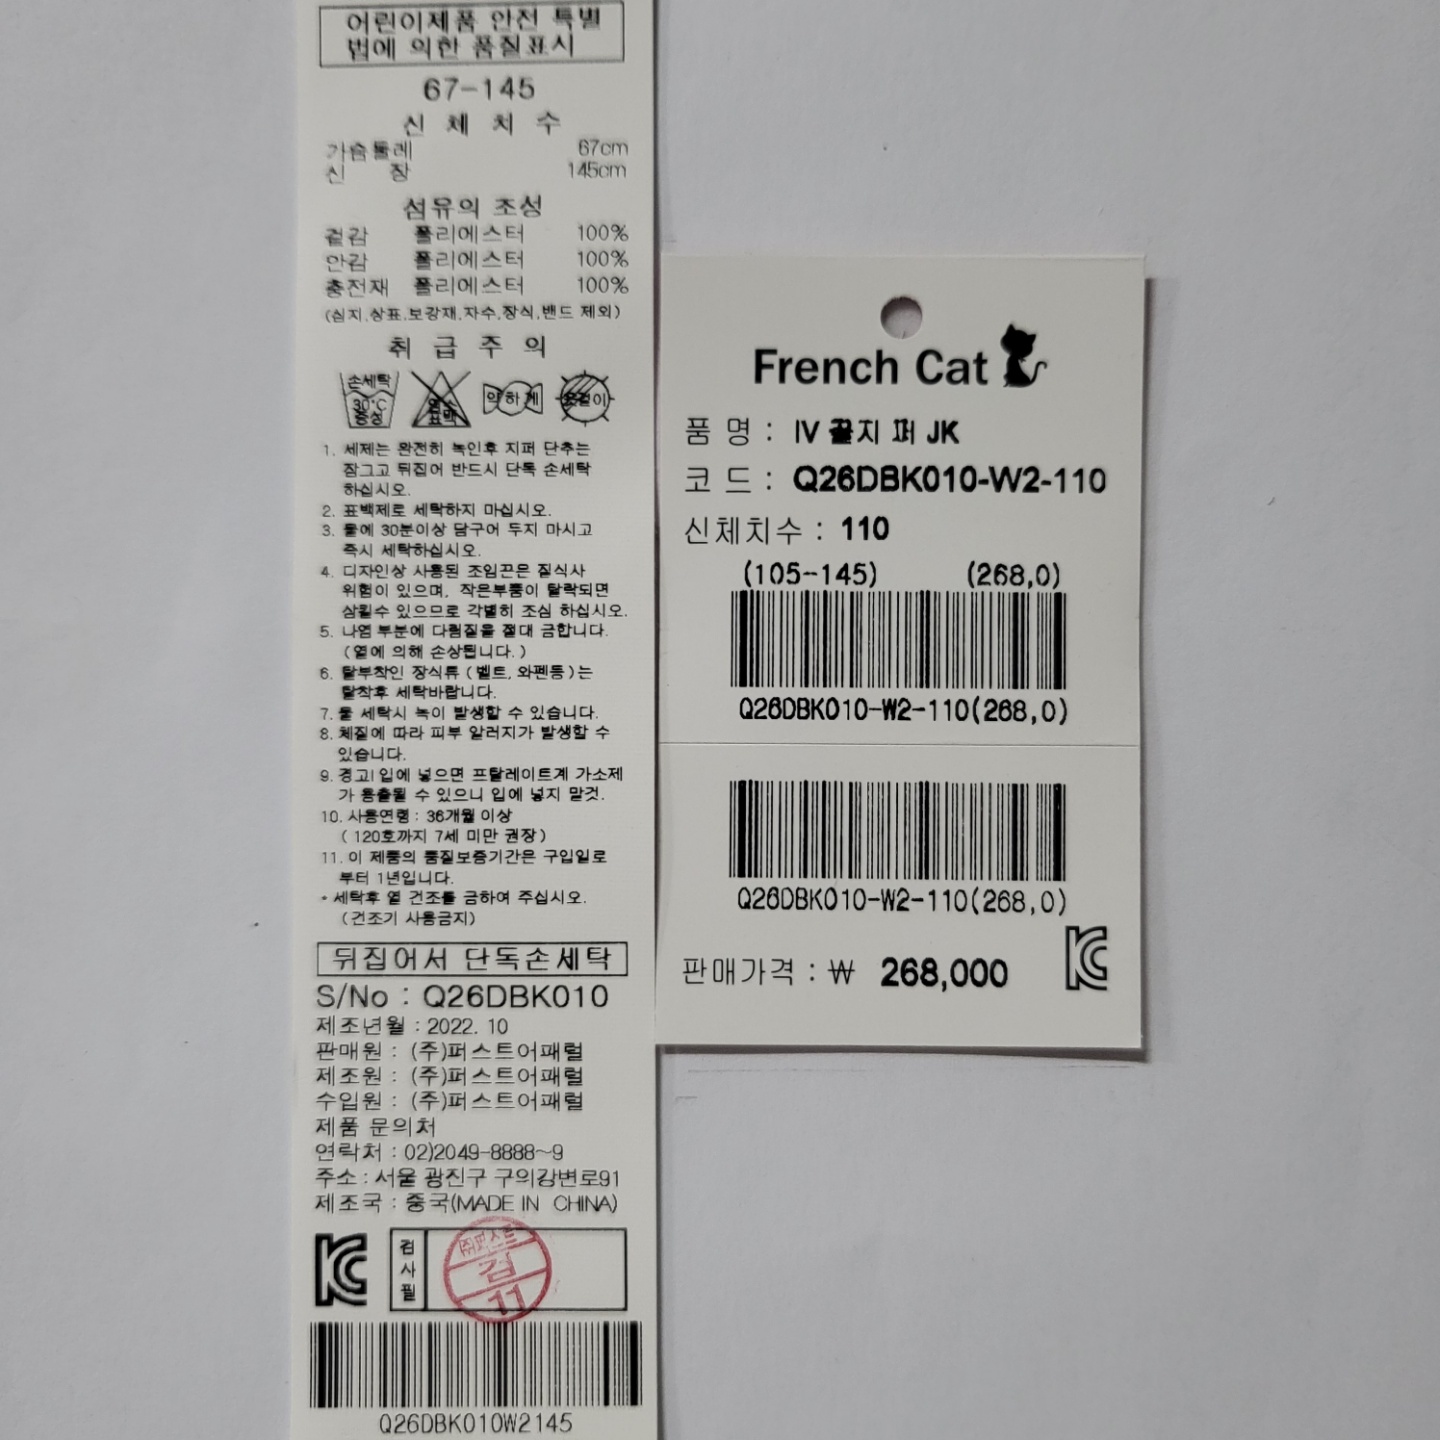 어린이제품 안전 특별
법에 의한 품질표시
67-145
신 체 치 수
가슴둘레 67cm
신 장 145cm
섬유의 조성
겉감 폴리에스터 100%
안감 폴리에스터 100%
충전재 폴리에스터 100%
(심지,상표,보강재,자수,장식,밴드 제외)
취 급 주 의
손세탁 30°C 중성
염소 표백
약하게
옷걸이
1. 세제는 완전히 녹인후 지퍼 단추는
잠그고 뒤집어 반드시 단독 손세탁
하십시오.
2. 표백제로 세탁하지 마십시오.
3. 물에 30분이상 담구어 두지 마시고
즉시 세탁하십시오.
4. 디자인상 사용된 조임끈은 질식사
위험이 있으며, 작은부품이 탈락되면
삼킬수 있으므로 각별히 조심 하십시오.
5. 나염 부분에 다림질을 절대 금합니다.
(열에 의해 손상됩니다.)
6. 탈부착인 장식류 (벨트, 와펜등)는
탈착후 세탁바랍니다.
7. 물 세탁시 녹이 발생할 수 있습니다.
8. 체질에 따라 피부 알러지가 발생할 수
있습니다.
9. 경고! 입에 넣으면 프탈레이트계 가소제
가 용출될 수 있으니 입에 넣지 말것.
10. 사용연령 : 36개월 이상
( 120호까지 7세 미만 권장)
11. 이 제품의 품질보증기간은 구입일로
부터 1년입니다.
* 세탁후 열 건조를 금하여 주십시오.
(건조기 사용금지)
뒤집어서 단독손세탁
S/No : Q26DBK010
제조년월 : 2022. 10
판매원 : (주)퍼스트어패럴
제조원 : (주)퍼스트어패럴
수입원 : (주)퍼스트어패럴
제품 문의처
연락처 : 02)2049-8888~9
주소 : 서울 광진구 구의강변로91
제조국 : 중국(MADE IN CHINA)
KC
검사필
㈜퍼스트
검
11
Q26DBK010W2145
French Cat
품 명 : IV 골지 퍼 JK
코 드 : Q26DBK010-W2-110
신체치수 : 110
(105-145) (268,0)
Q26DBK010-W2-110(268,0)
Q26DBK010-W2-110(268,0)
KC
판매가격 : ₩ 268,000